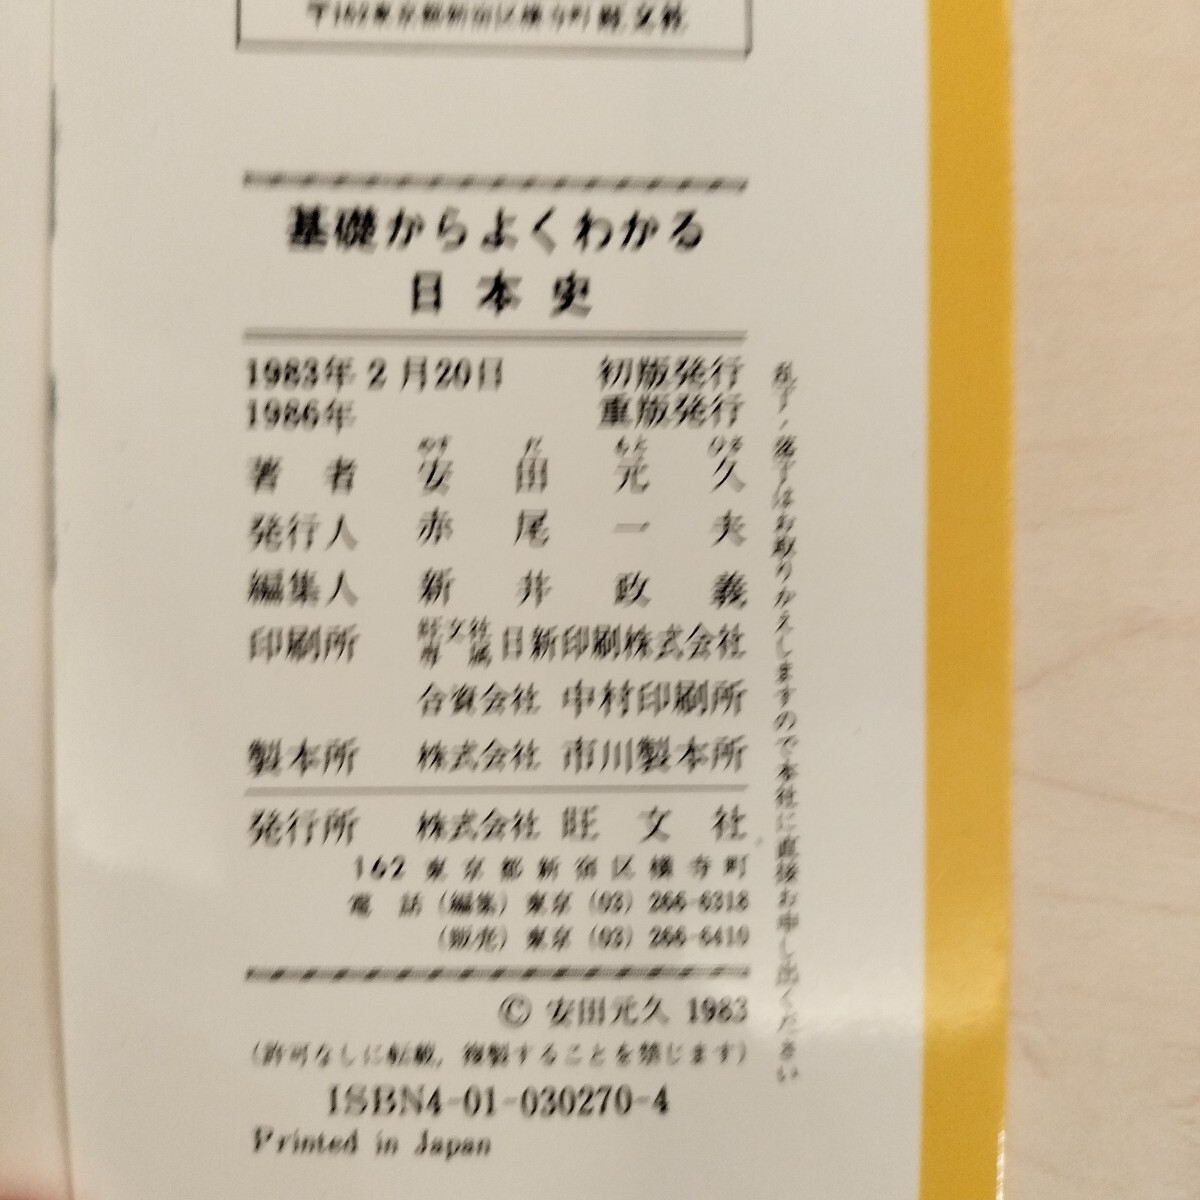 〒162東京都新宿区横寺町 旺文社
基礎からよくわかる
日本史
1983年2月20日 初版発行
1986年 重版発行
やす だ もと ひさ
著者 安田元久
発行人 赤尾一夫
編集人 新井政義
印刷所 旺文社専属 日新印刷株式会社
合資会社 中村印刷所
製本所 株式会社 市川製本所
発行所 株式会社 旺文社
162 東京都新宿区横寺町
電話(編集)東京(03)266-6318
(販売)東京(03)266-6410
© 安田元久 1983
(許可なしに転載,複製することを禁じます)
ISBN4-01-030270-4
Printed in Japan
乱丁・落丁はお取りかえしますので本社に直接お申し出ください